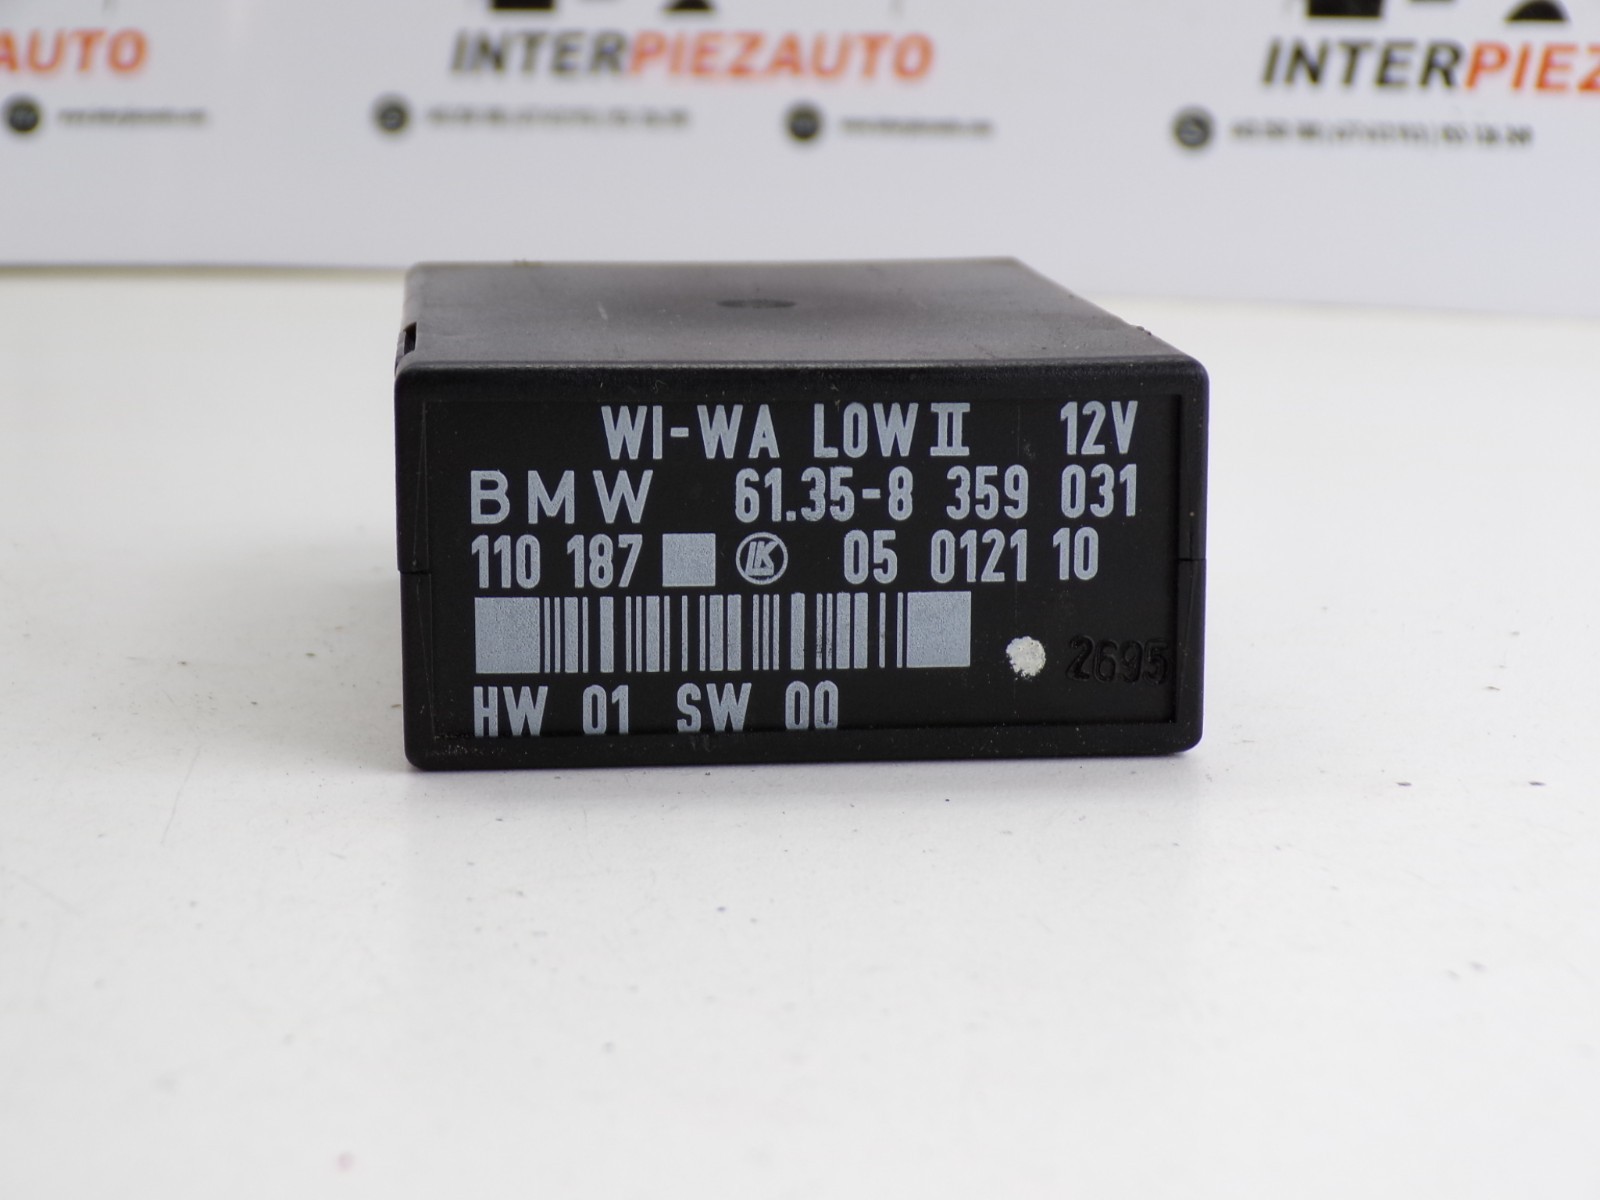 AUTO
INTERPIEZAUTO
INTERPIEZ
WI-WA LOW II 12V
BMW 61.35-8 359 031
110 187 LK 05 0121 10
2695
HW 01 SW 00